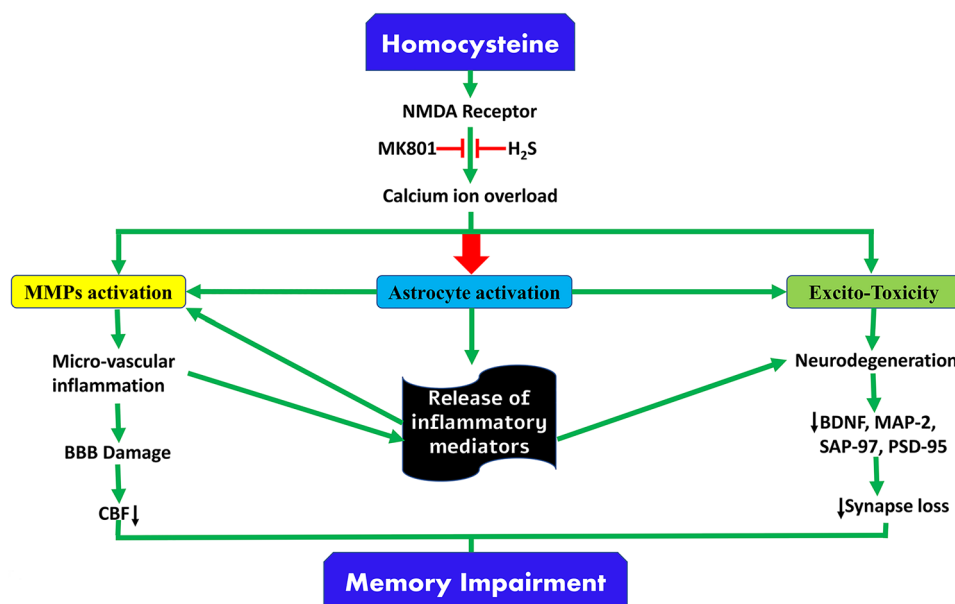 Homocysteine
NMDA Receptor
MK801
H₂S
Calcium ion overload
MMPs activation
Astrocyte activation
Excito-Toxicity
Micro-vascular
inflammation
Release of
inflammatory
mediators
Neurodegeneration
↓BDNF, MAP-2,
SAP-97, PSD-95
BBB Damage
CBF↓
↓Synapse loss
Memory Impairment